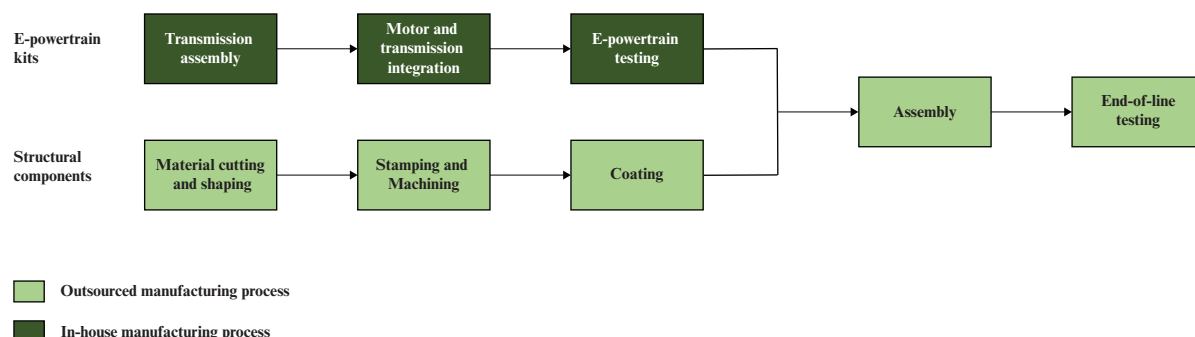 E-powertrain
kits
Transmission
assembly
Motor and
transmission
integration
E-powertrain
testing
Structural
components
Material cutting
and shaping
Stamping and
Machining
Coating
Assembly
End-of-line
testing
Outsourced manufacturing process
In-house manufacturing process